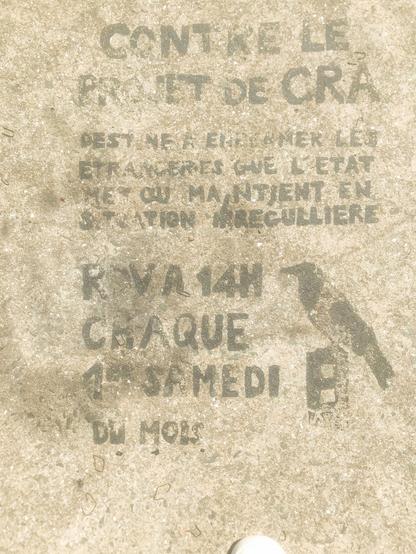 CONTRE LE
PROJET DE CRA
DESTINE A ENFERMER LES
ETRANGERES QUE L'ETAT
MET OU MAINTIENT EN
SITUATION IRREGULLIERE
RDV A 14H
CHAQUE
1ER SAMEDI
DU MOIS